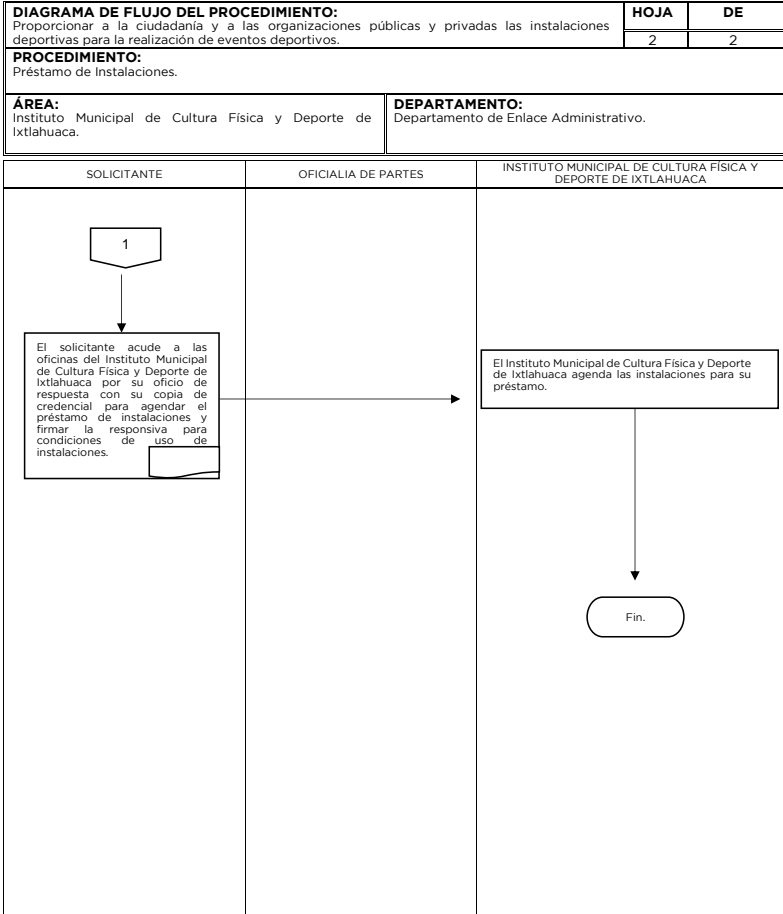 DIAGRAMA DE FLUJO DEL PROCEDIMIENTO:
Proporcionar a la ciudadanía y a las organizaciones públicas y privadas las instalaciones
deportivas para la realización de eventos deportivos.
HOJA
DE
2
2
PROCEDIMIENTO:
Préstamo de Instalaciones.
ÁREA:
Instituto Municipal de Cultura Física y Deporte de
Ixtlahuaca.
DEPARTAMENTO:
Departamento de Enlace Administrativo.
SOLICITANTE
OFICIALIA DE PARTES
INSTITUTO MUNICIPAL DE CULTURA FÍSICA Y
DEPORTE DE IXTLAHUACA
1
El solicitante acude a las
oficinas del Instituto Municipal
de Cultura Física y Deporte de
Ixtlahuaca por su oficio de
respuesta con su copia de
credencial para agendar el
préstamo de instalaciones y
firmar la responsiva para
condiciones de uso de
instalaciones.
El Instituto Municipal de Cultura Física y Deporte
de Ixtlahuaca agenda las instalaciones para su
préstamo.
Fin.